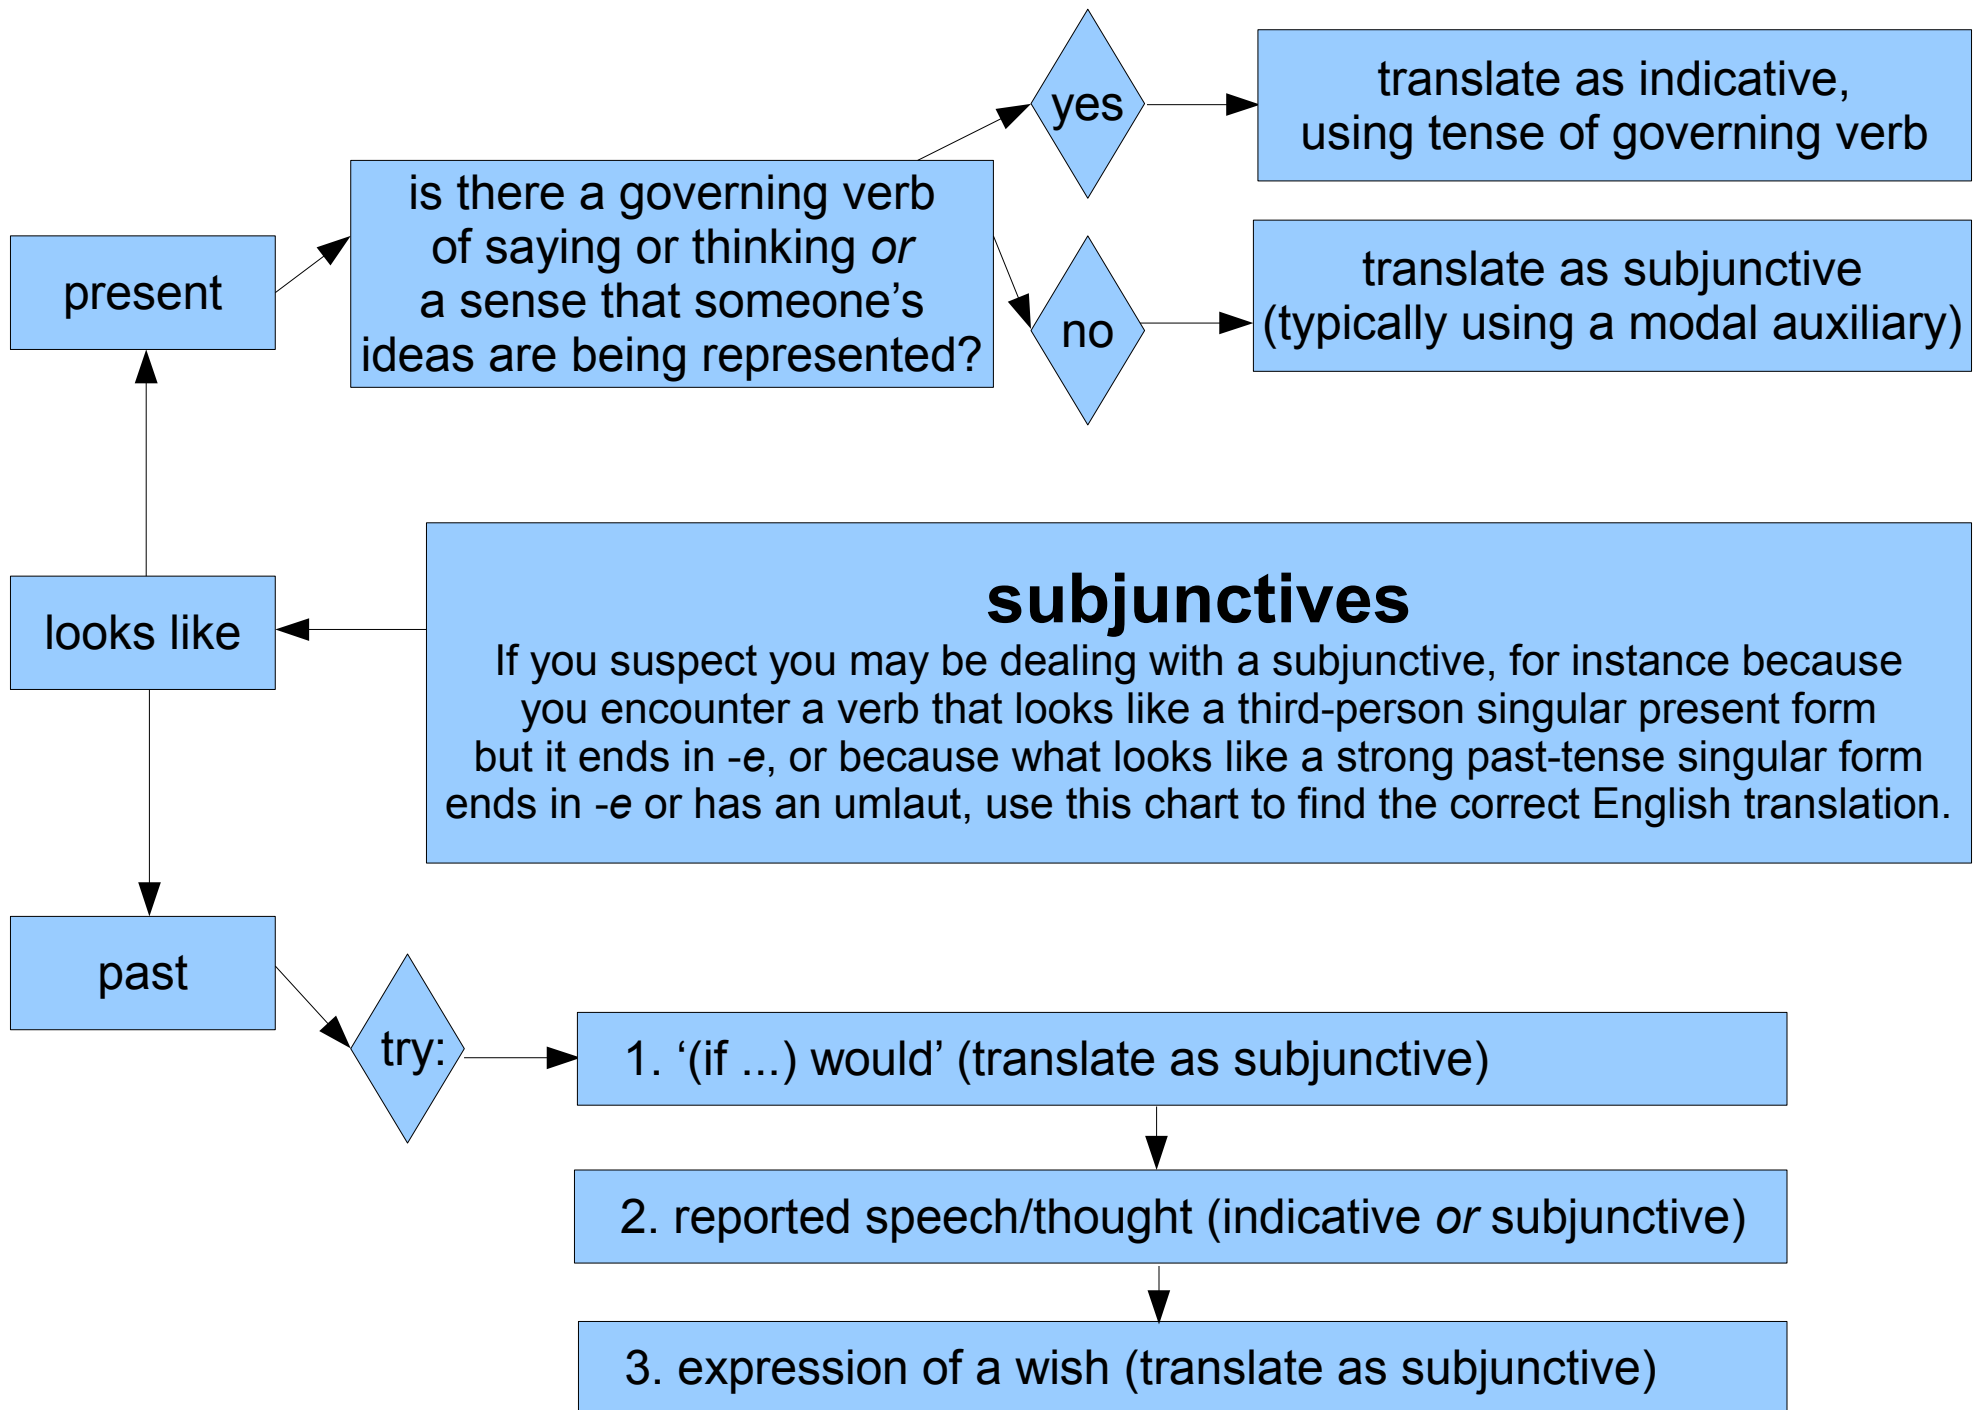 yes
translate as indicative,
using tense of governing verb
is there a governing verb
of saying or thinking or
a sense that someone’s
ideas are being represented?
present
no
translate as subjunctive
(typically using a modal auxiliary)
looks like
subjunctives
If you suspect you may be dealing with a subjunctive, for instance because
you encounter a verb that looks like a third-person singular present form
but it ends in -e, or because what looks like a strong past-tense singular form
ends in -e or has an umlaut, use this chart to find the correct English translation.
past
try:
1. ‘(if ...) would’ (translate as subjunctive)
2. reported speech/thought (indicative or subjunctive)
3. expression of a wish (translate as subjunctive)